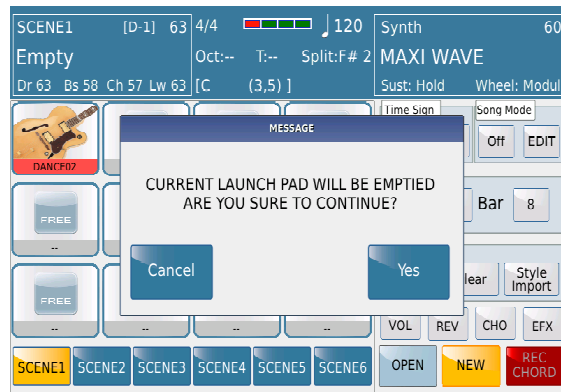 SCENE1 [D-1] 63 4/4 120 Synth 60
Empty Oct:-- T:-- Split:F# 2 MAXI WAVE
Dr 63 Bs 58 Ch 57 Lw 63 [C (3,5) ] Sust: Hold Wheel: Modul
Time Sign Song Mode
MESSAGE
Off EDIT
DANCE02
CURRENT LAUNCH PAD WILL BE EMPTIED
ARE YOU SURE TO CONTINUE?
FREE Bar 8
--
Cancel Yes
lear Style Import
FREE
-- -- -- --
VOL REV CHO EFX
SCENE1 SCENE2 SCENE3 SCENE4 SCENE5 SCENE6 OPEN NEW REC CHORD